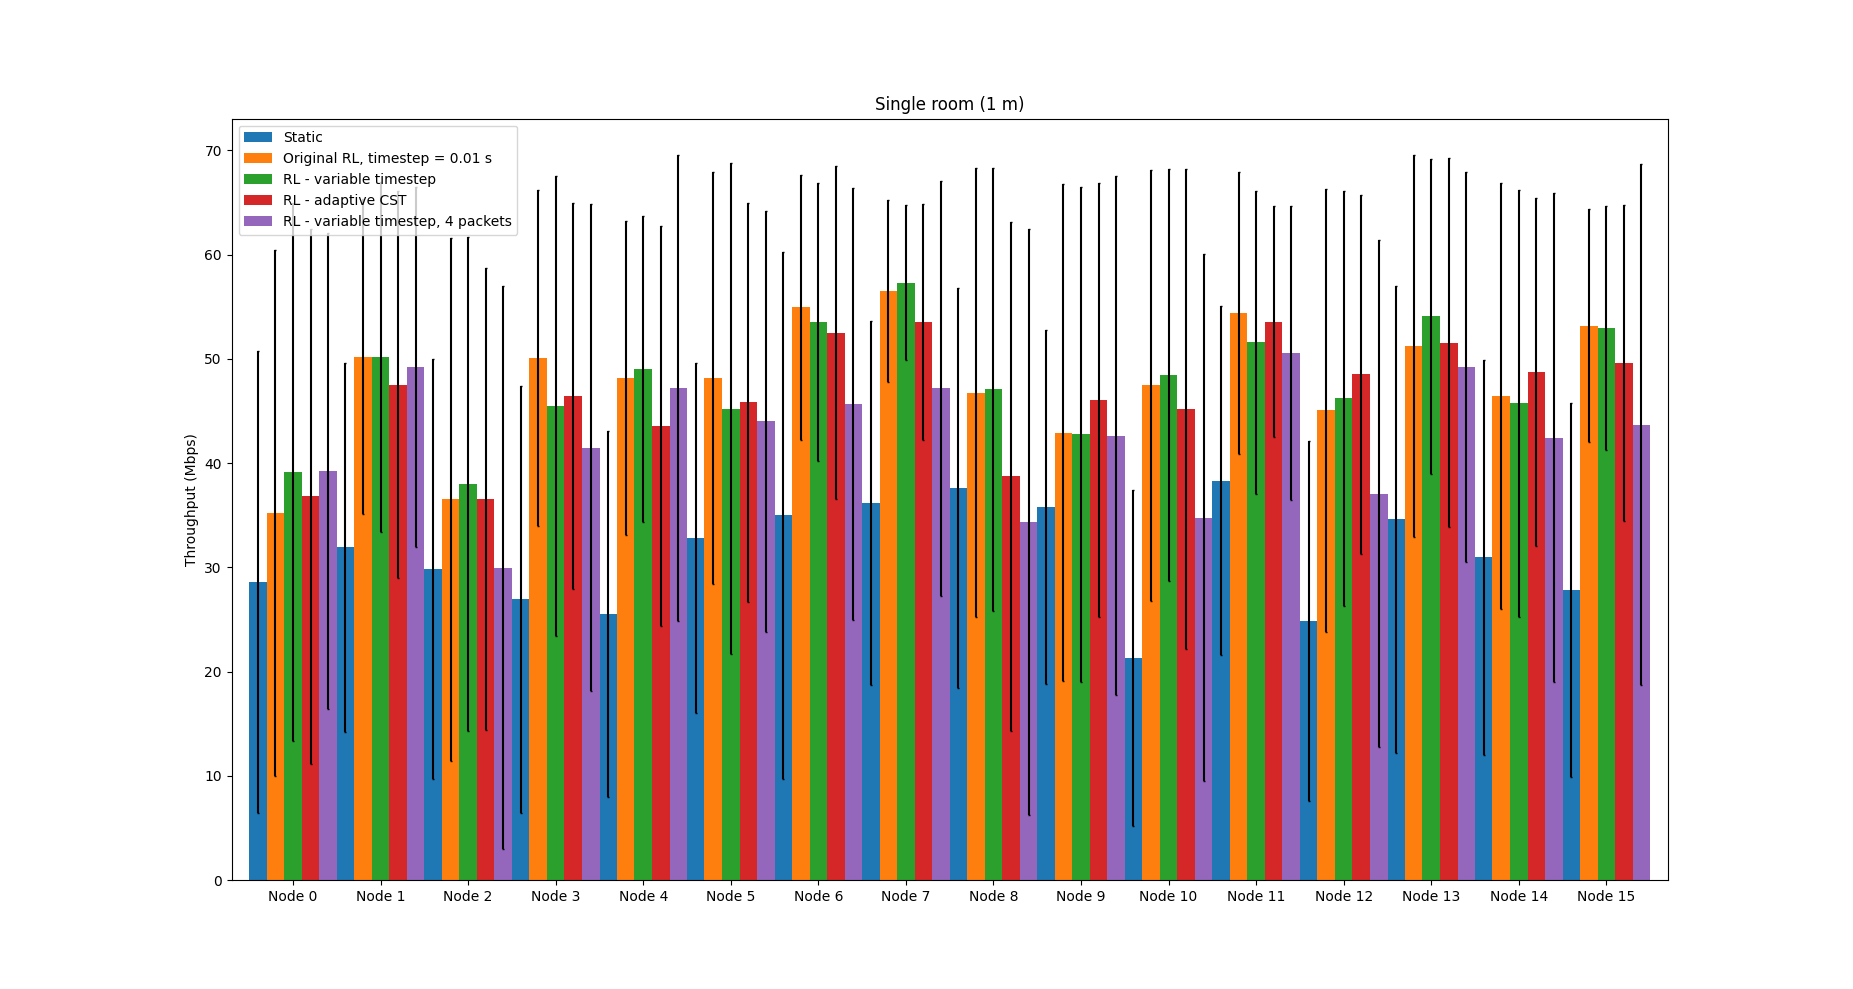 Single room (1 m)
Static
Original RL, timestep = 0.01 s
RL - variable timestep
RL - adaptive CST
RL - variable timestep, 4 packets
Throughput (Mbps)
70
60
50
40
30
20
10
0
Node 0 Node 1 Node 2 Node 3 Node 4 Node 5 Node 6 Node 7 Node 8 Node 9 Node 10 Node 11 Node 12 Node 13 Node 14 Node 15